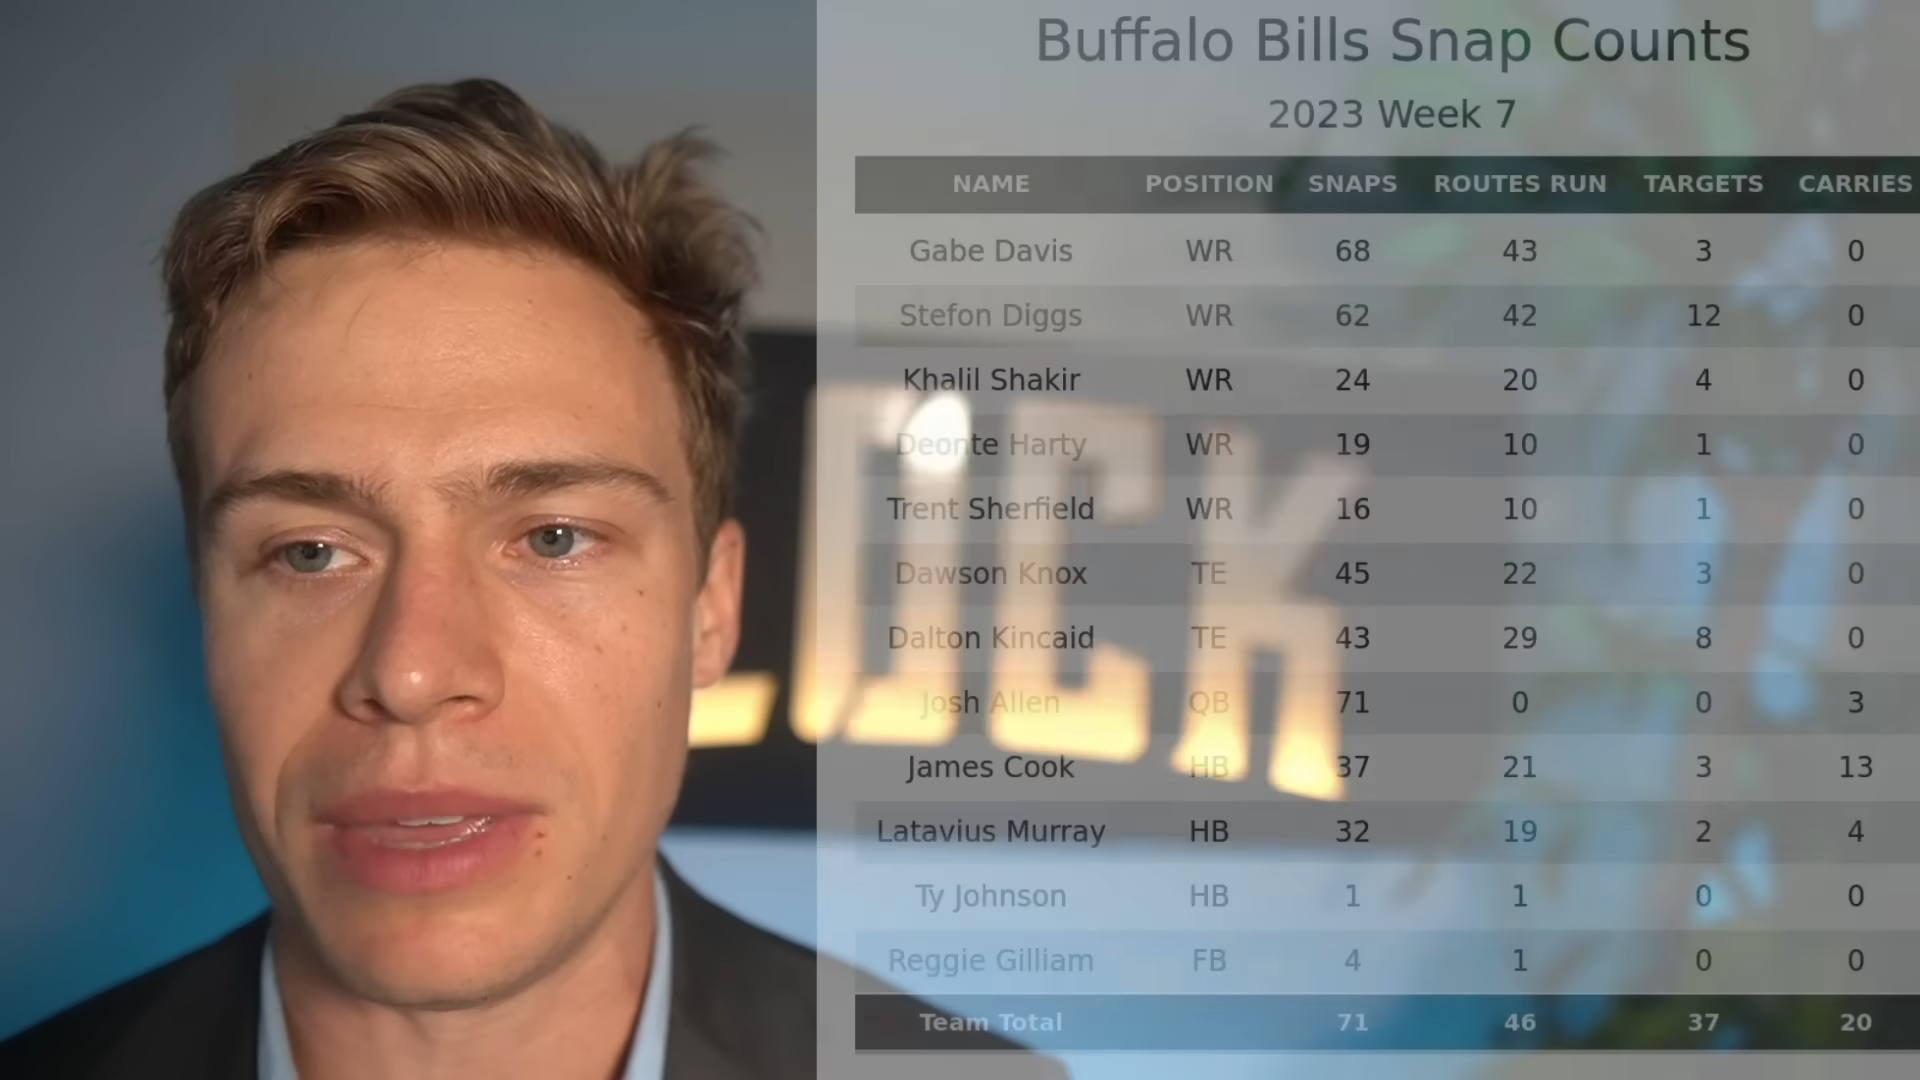 Buffalo Bills Snap Counts
2023 Week 7
NAME POSITION SNAPS ROUTES RUN TARGETS CARRIES
Gabe Davis WR 68 43 3 0
Stefon Diggs WR 62 42 12 0
Khalil Shakir WR 24 20 4 0
Deonte Harty WR 19 10 1 0
Trent Sherfield WR 16 10 1 0
Dawson Knox TE 45 22 3 0
Dalton Kincaid TE 43 29 8 0
Josh Allen QB 71 0 0 3
James Cook HB 37 21 3 13
Latavius Murray HB 32 19 2 4
Ty Johnson HB 1 1 0 0
Reggie Gilliam FB 4 1 0 0
Team Total 71 46 37 20
LOCK